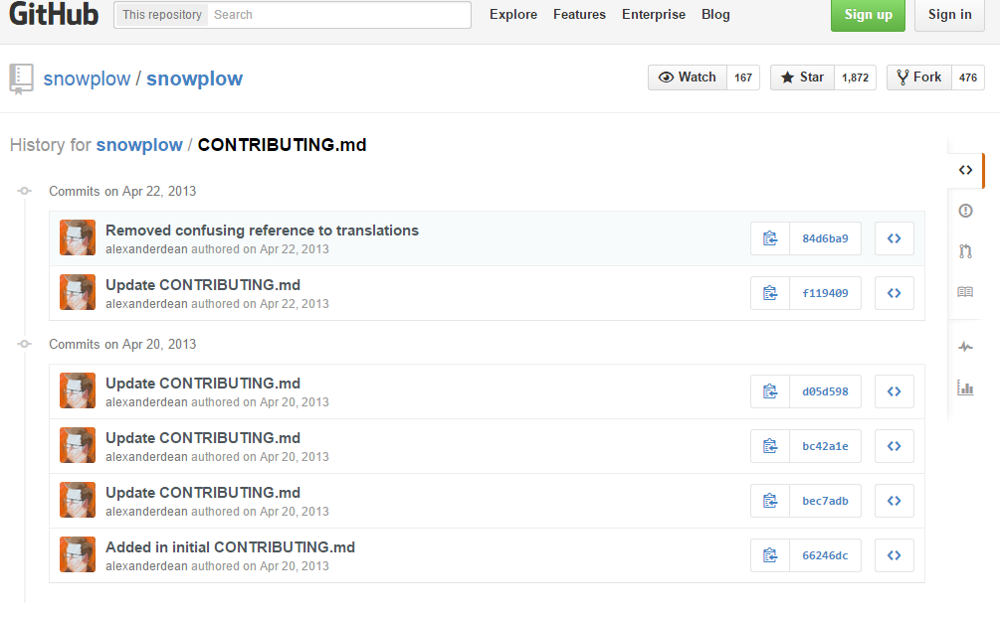 GitHub This repository Search Explore Features Enterprise Blog Sign up Sign in
snowplow / snowplow Watch 167 Star 1,872 Fork 476
History for snowplow / CONTRIBUTING.md
Commits on Apr 22, 2013
Removed confusing reference to translations
alexanderdean authored on Apr 22, 2013
84d6ba9
Update CONTRIBUTING.md
alexanderdean authored on Apr 22, 2013
f119409
Commits on Apr 20, 2013
Update CONTRIBUTING.md
alexanderdean authored on Apr 20, 2013
d05d598
Update CONTRIBUTING.md
alexanderdean authored on Apr 20, 2013
bc42a1e
Update CONTRIBUTING.md
alexanderdean authored on Apr 20, 2013
bec7adb
Added in initial CONTRIBUTING.md
alexanderdean authored on Apr 20, 2013
66246dc